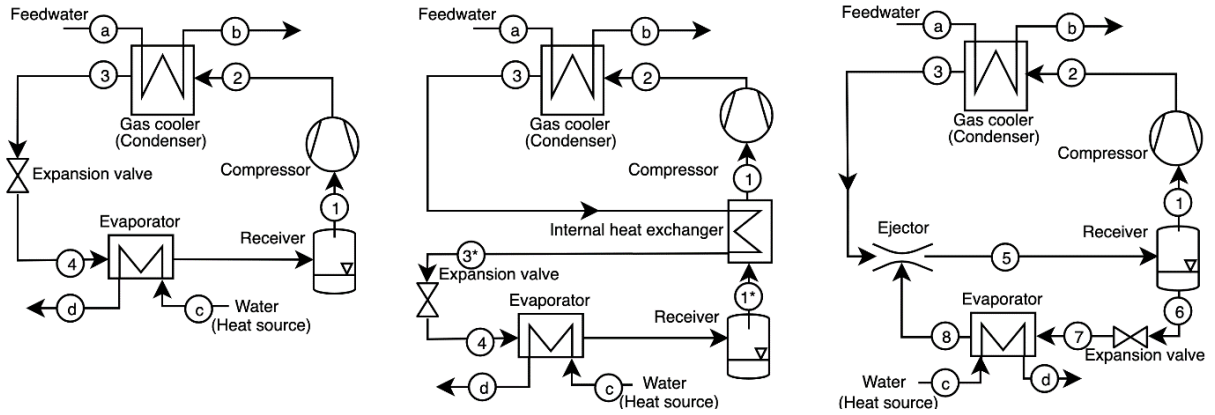 Feedwater
a
b
3
2
Gas cooler
(Condenser)
Expansion valve
Compressor
1
Evaporator
Receiver
4
d
c
Water
(Heat source)
Feedwater
a
b
3
2
Gas cooler
(Condenser)
Compressor
1
Internal heat exchanger
3*
Expansion valve
1*
Evaporator
Receiver
4
d
c
Water
(Heat source)
Feedwater
a
b
3
2
Gas cooler
(Condenser)
Compressor
1
Ejector
Receiver
5
6
Evaporator
8
7
Expansion valve
Water
(Heat source)
c
d